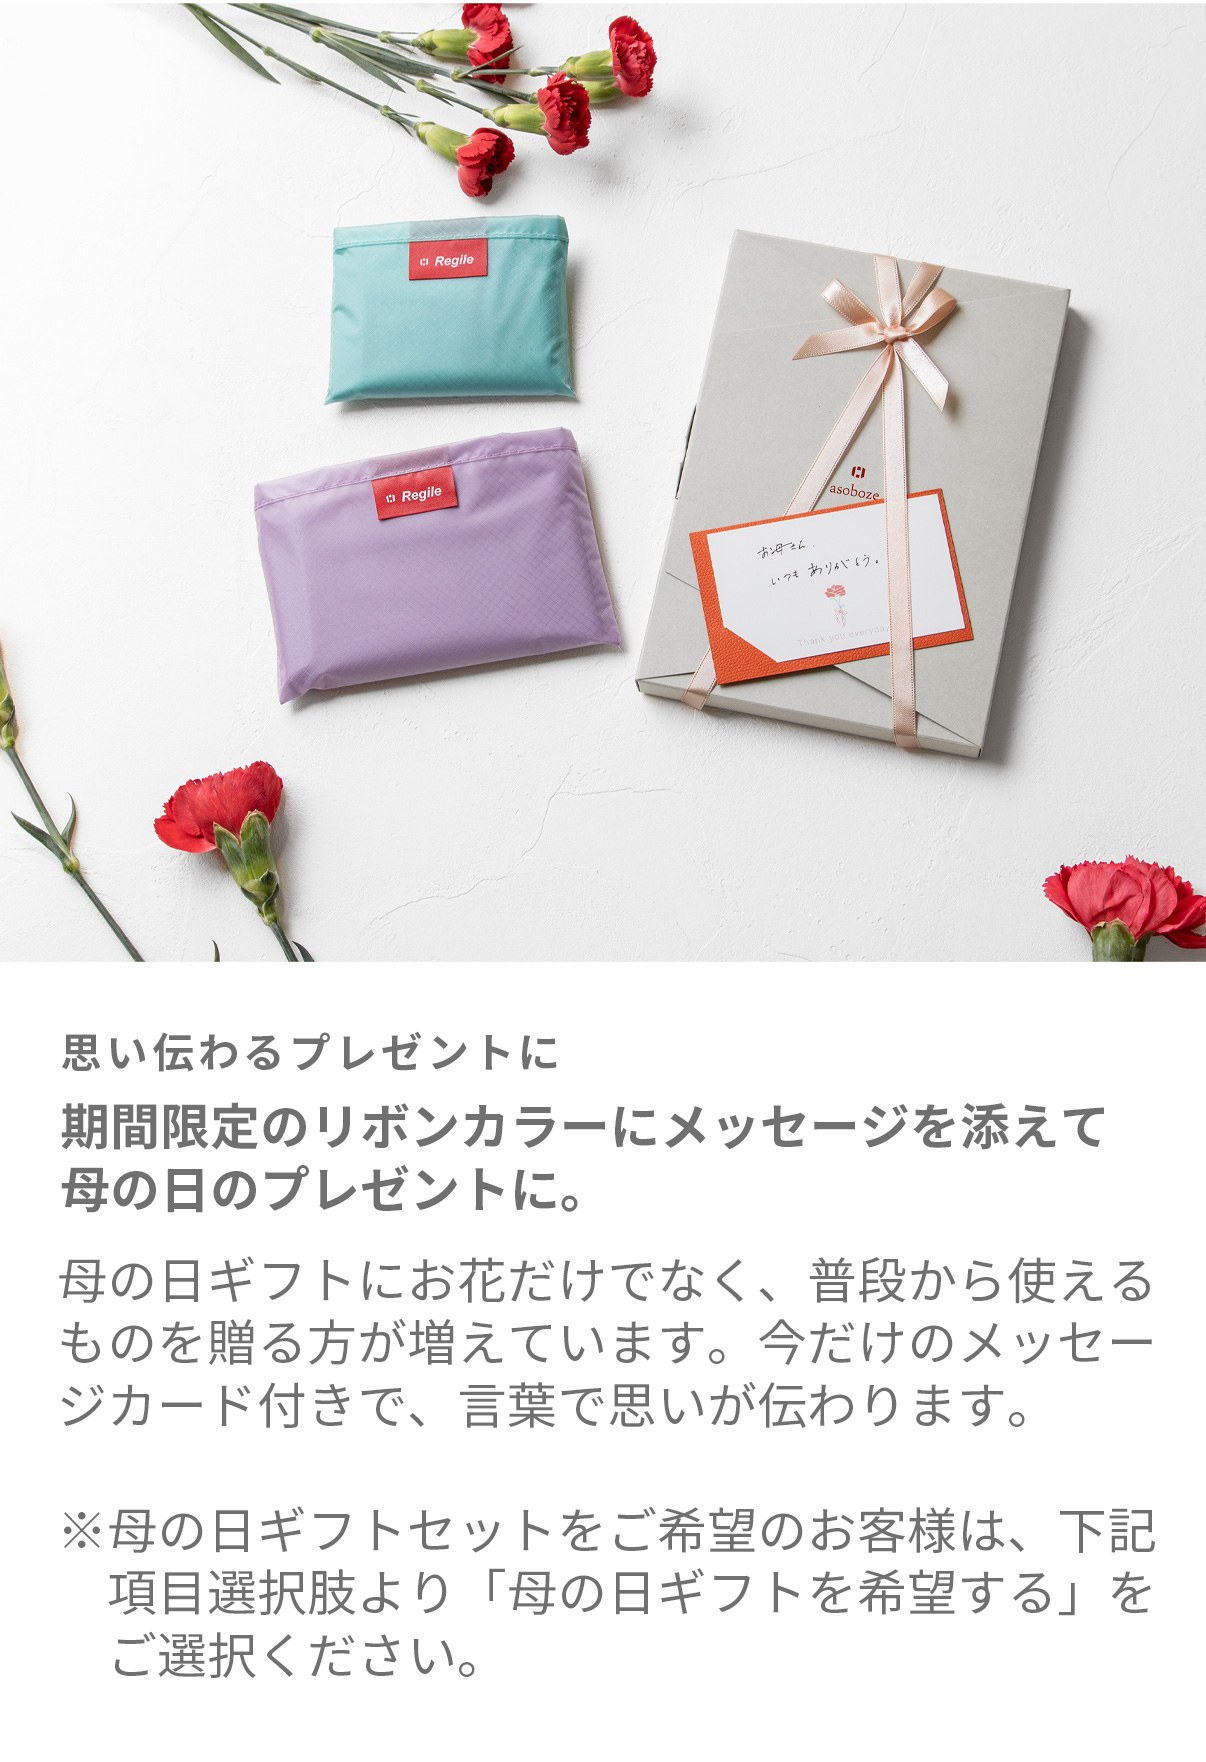 Regile
Regile
asoboze
お母さん、
いつもありがとう。
Thank you everyday
思い伝わるプレゼントに
期間限定のリボンカラーにメッセージを添えて
母の日のプレゼントに。
母の日ギフトにお花だけでなく、普段から使える
ものを贈る方が増えています。今だけのメッセー
ジカード付きで、言葉で思いが伝わります。
※母の日ギフトセットをご希望のお客様は、下記
項目選択肢より「母の日ギフトを希望する」を
ご選択ください。